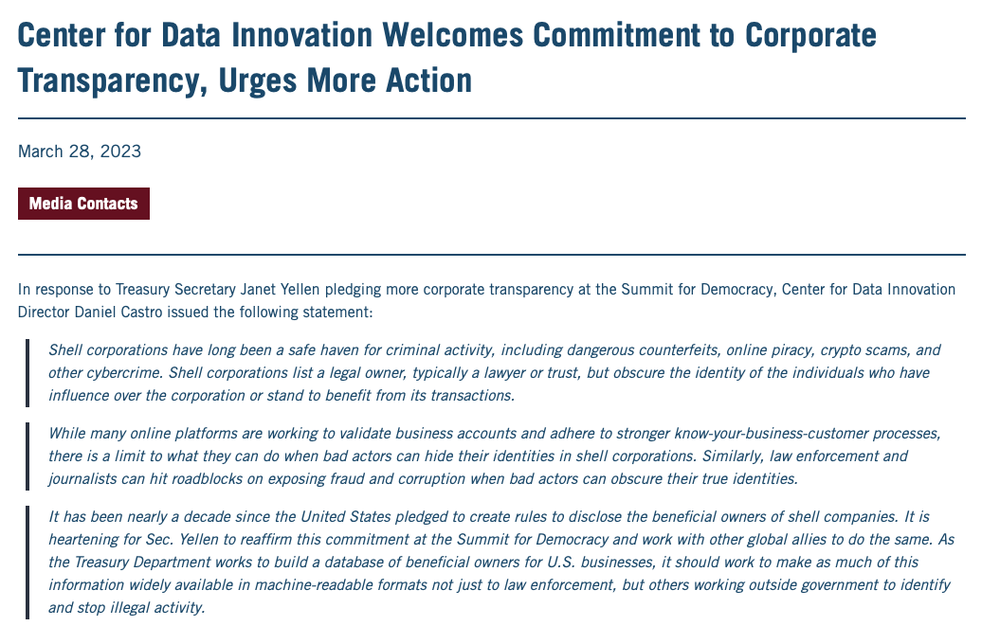 Center for Data Innovation Welcomes Commitment to Corporate
Transparency, Urges More Action
March 28, 2023
Media Contacts
In response to Treasury Secretary Janet Yellen pledging more corporate transparency at the Summit for Democracy, Center for Data Innovation
Director Daniel Castro issued the following statement:
Shell corporations have long been a safe haven for criminal activity, including dangerous counterfeits, online piracy, crypto scams, and
other cybercrime. Shell corporations list a legal owner, typically a lawyer or trust, but obscure the identity of the individuals who have
influence over the corporation or stand to benefit from its transactions.
While many online platforms are working to validate business accounts and adhere to stronger know-your-business-customer processes,
there is a limit to what they can do when bad actors can hide their identities in shell corporations. Similarly, law enforcement and
journalists can hit roadblocks on exposing fraud and corruption when bad actors can obscure their true identities.
It has been nearly a decade since the United States pledged to create rules to disclose the beneficial owners of shell companies. It is
heartening for Sec. Yellen to reaffirm this commitment at the Summit for Democracy and work with other global allies to do the same. As
the Treasury Department works to build a database of beneficial owners for U.S. businesses, it should work to make as much of this
information widely available in machine-readable formats not just to law enforcement, but others working outside government to identify
and stop illegal activity.